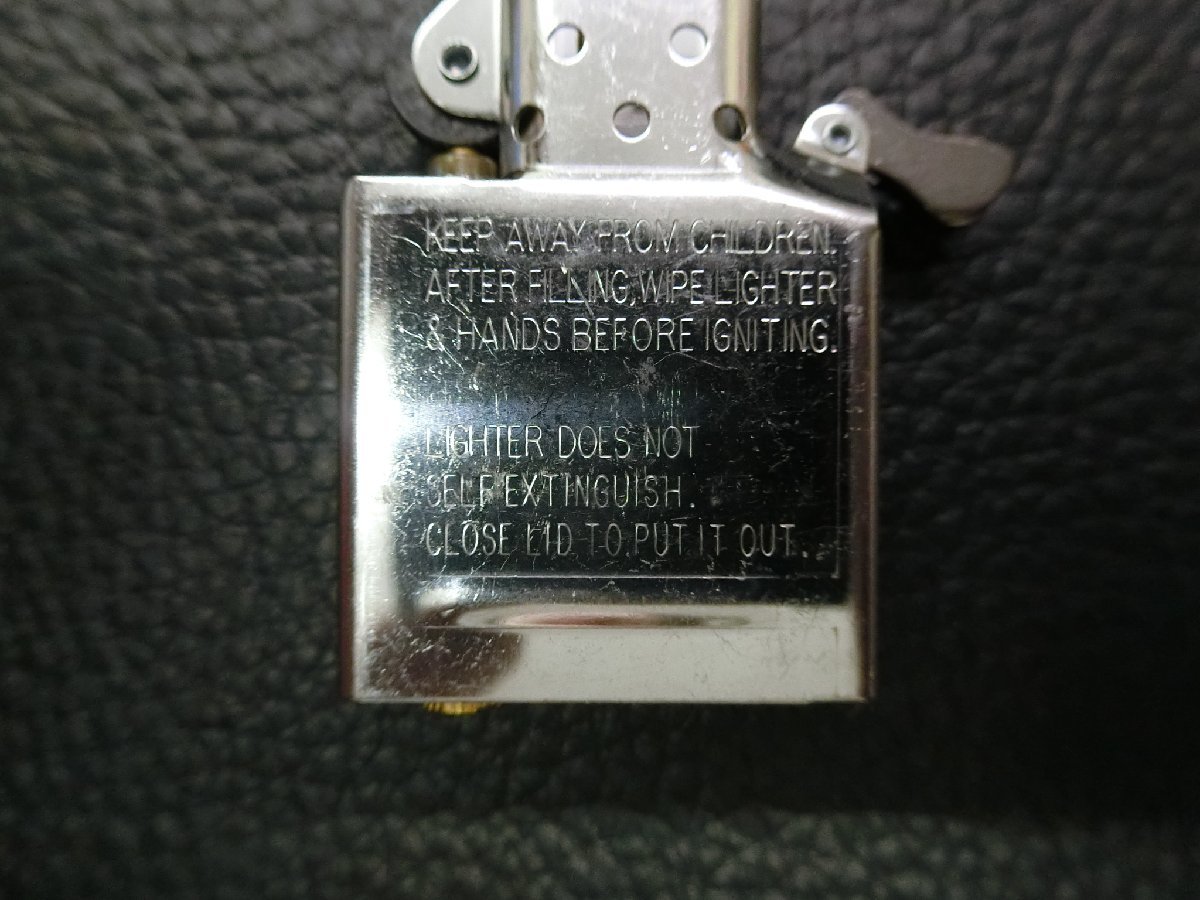 KEEP AWAY FROM CHILDREN.
AFTER FILLING, WIPE LIGHTER
& HANDS BEFORE IGNITING.
LIGHTER DOES NOT
SELF EXTINGUISH.
CLOSE LID TO PUT IT OUT.